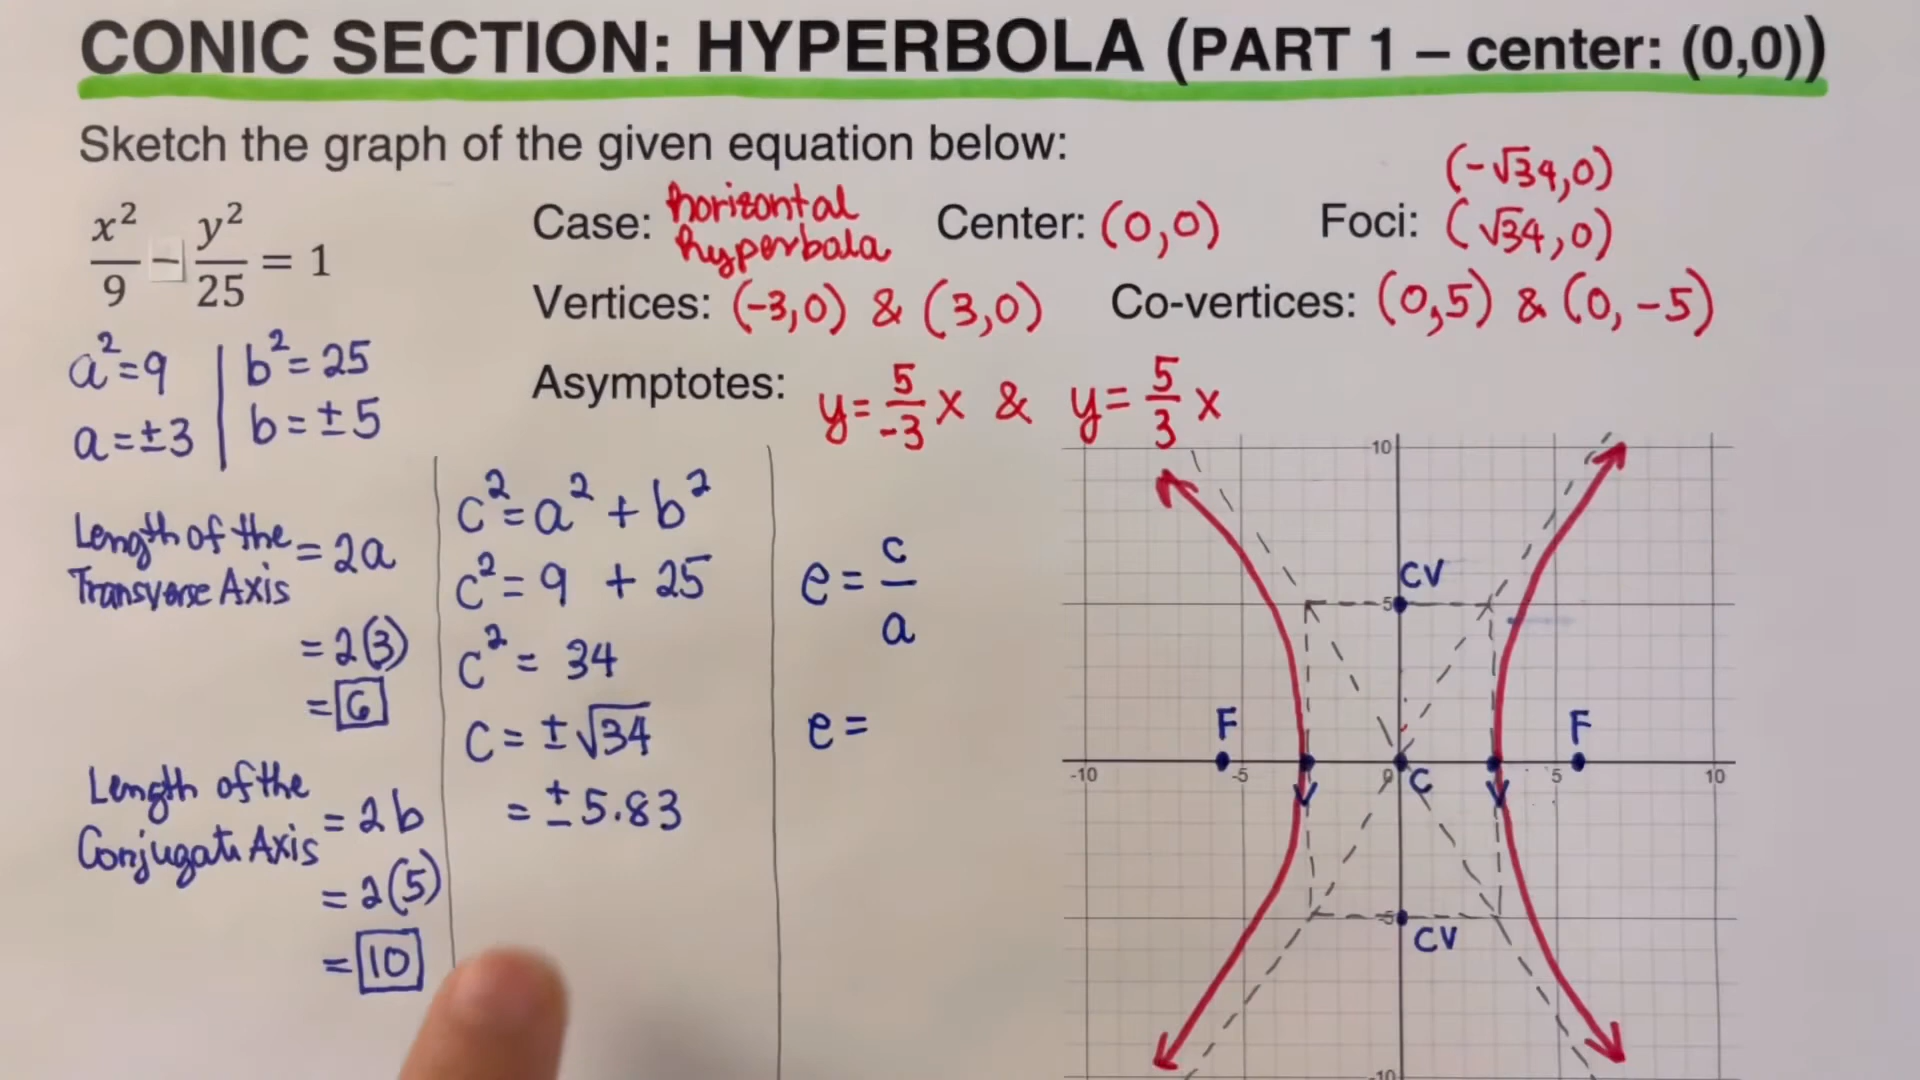 CONIC SECTION: HYPERBOLA (PART 1 – center: (0,0))
Sketch the graph of the given equation below:
x²/9 − y²/25 = 1
Case: horizontal hyperbola
Center: (0,0)
Foci: (-√34,0) (√34,0)
Vertices: (-3,0) & (3,0)
Co-vertices: (0,5) & (0,-5)
Asymptotes: y=5/-3 x & y=5/3 x
a²=9
a=±3
b²=25
b=±5
Length of the Transverse Axis = 2a
= 2(3)
= 6
Length of the Conjugate Axis = 2b
= 2(5)
= 10
c²=a²+b²
c²=9+25
c²=34
c=±√34
=±5.83
e=c/a
e=
10
CV
5
F
F
-10
-5
0
C
5
10
V
V
-5
CV
-10